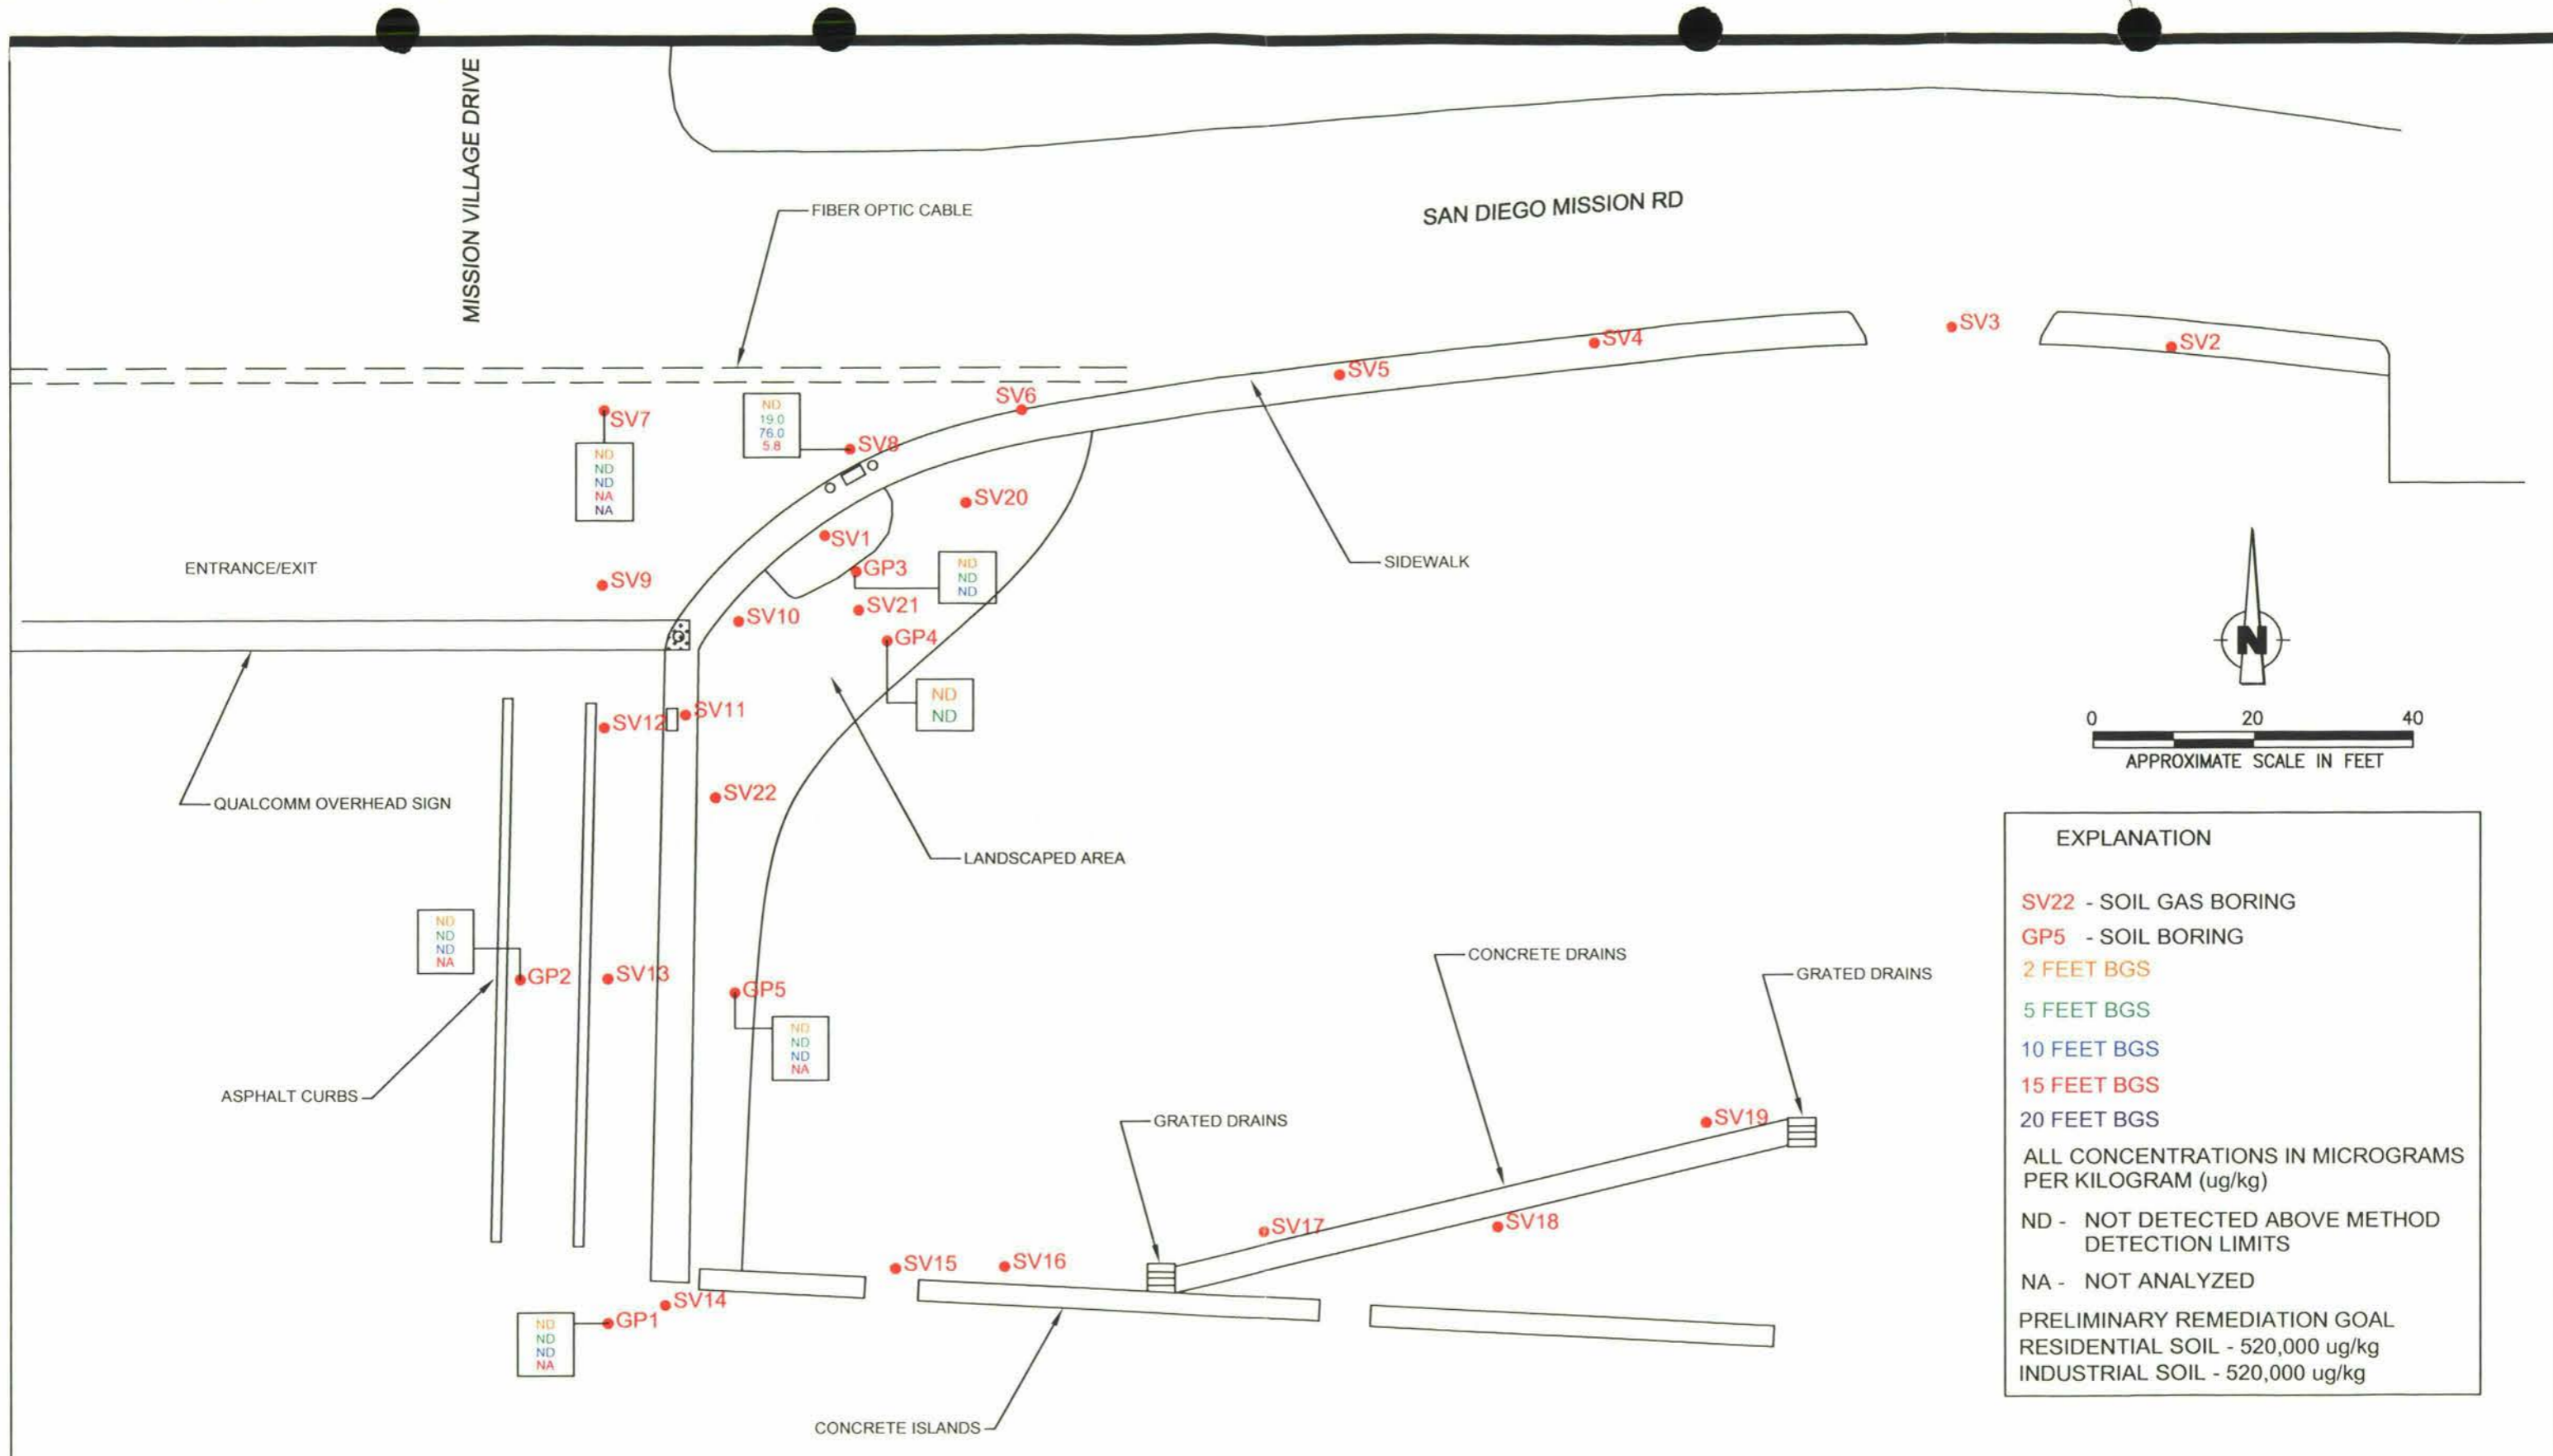 MISSION VILLAGE DRIVE
FIBER OPTIC CABLE
SAN DIEGO MISSION RD
SV3
SV4
SV2
SV5
SV6
SV7
ND
19.0
76.0
5.8
SV8
ND
ND
ND
NA
NA
SV20
SV1
GP3
ND
ND
ND
SIDEWALK
ENTRANCE/EXIT
SV9
SV21
SV10
GP4
N
ND
ND
SV11
SV12
0 20 40
APPROXIMATE SCALE IN FEET
SV22
QUALCOMM OVERHEAD SIGN
LANDSCAPED AREA
ND
ND
ND
NA
GP2
SV13
GP5
ND
ND
ND
NA
CONCRETE DRAINS
GRATED DRAINS
ASPHALT CURBS
GRATED DRAINS
SV19
SV17
SV18
SV15
SV16
SV14
GP1
ND
ND
ND
NA
CONCRETE ISLANDS
EXPLANATION
SV22 - SOIL GAS BORING
GP5 - SOIL BORING
2 FEET BGS
5 FEET BGS
10 FEET BGS
15 FEET BGS
20 FEET BGS
ALL CONCENTRATIONS IN MICROGRAMS
PER KILOGRAM (ug/kg)
ND - NOT DETECTED ABOVE METHOD
DETECTION LIMITS
NA - NOT ANALYZED
PRELIMINARY REMEDIATION GOAL
RESIDENTIAL SOIL - 520,000 ug/kg
INDUSTRIAL SOIL - 520,000 ug/kg